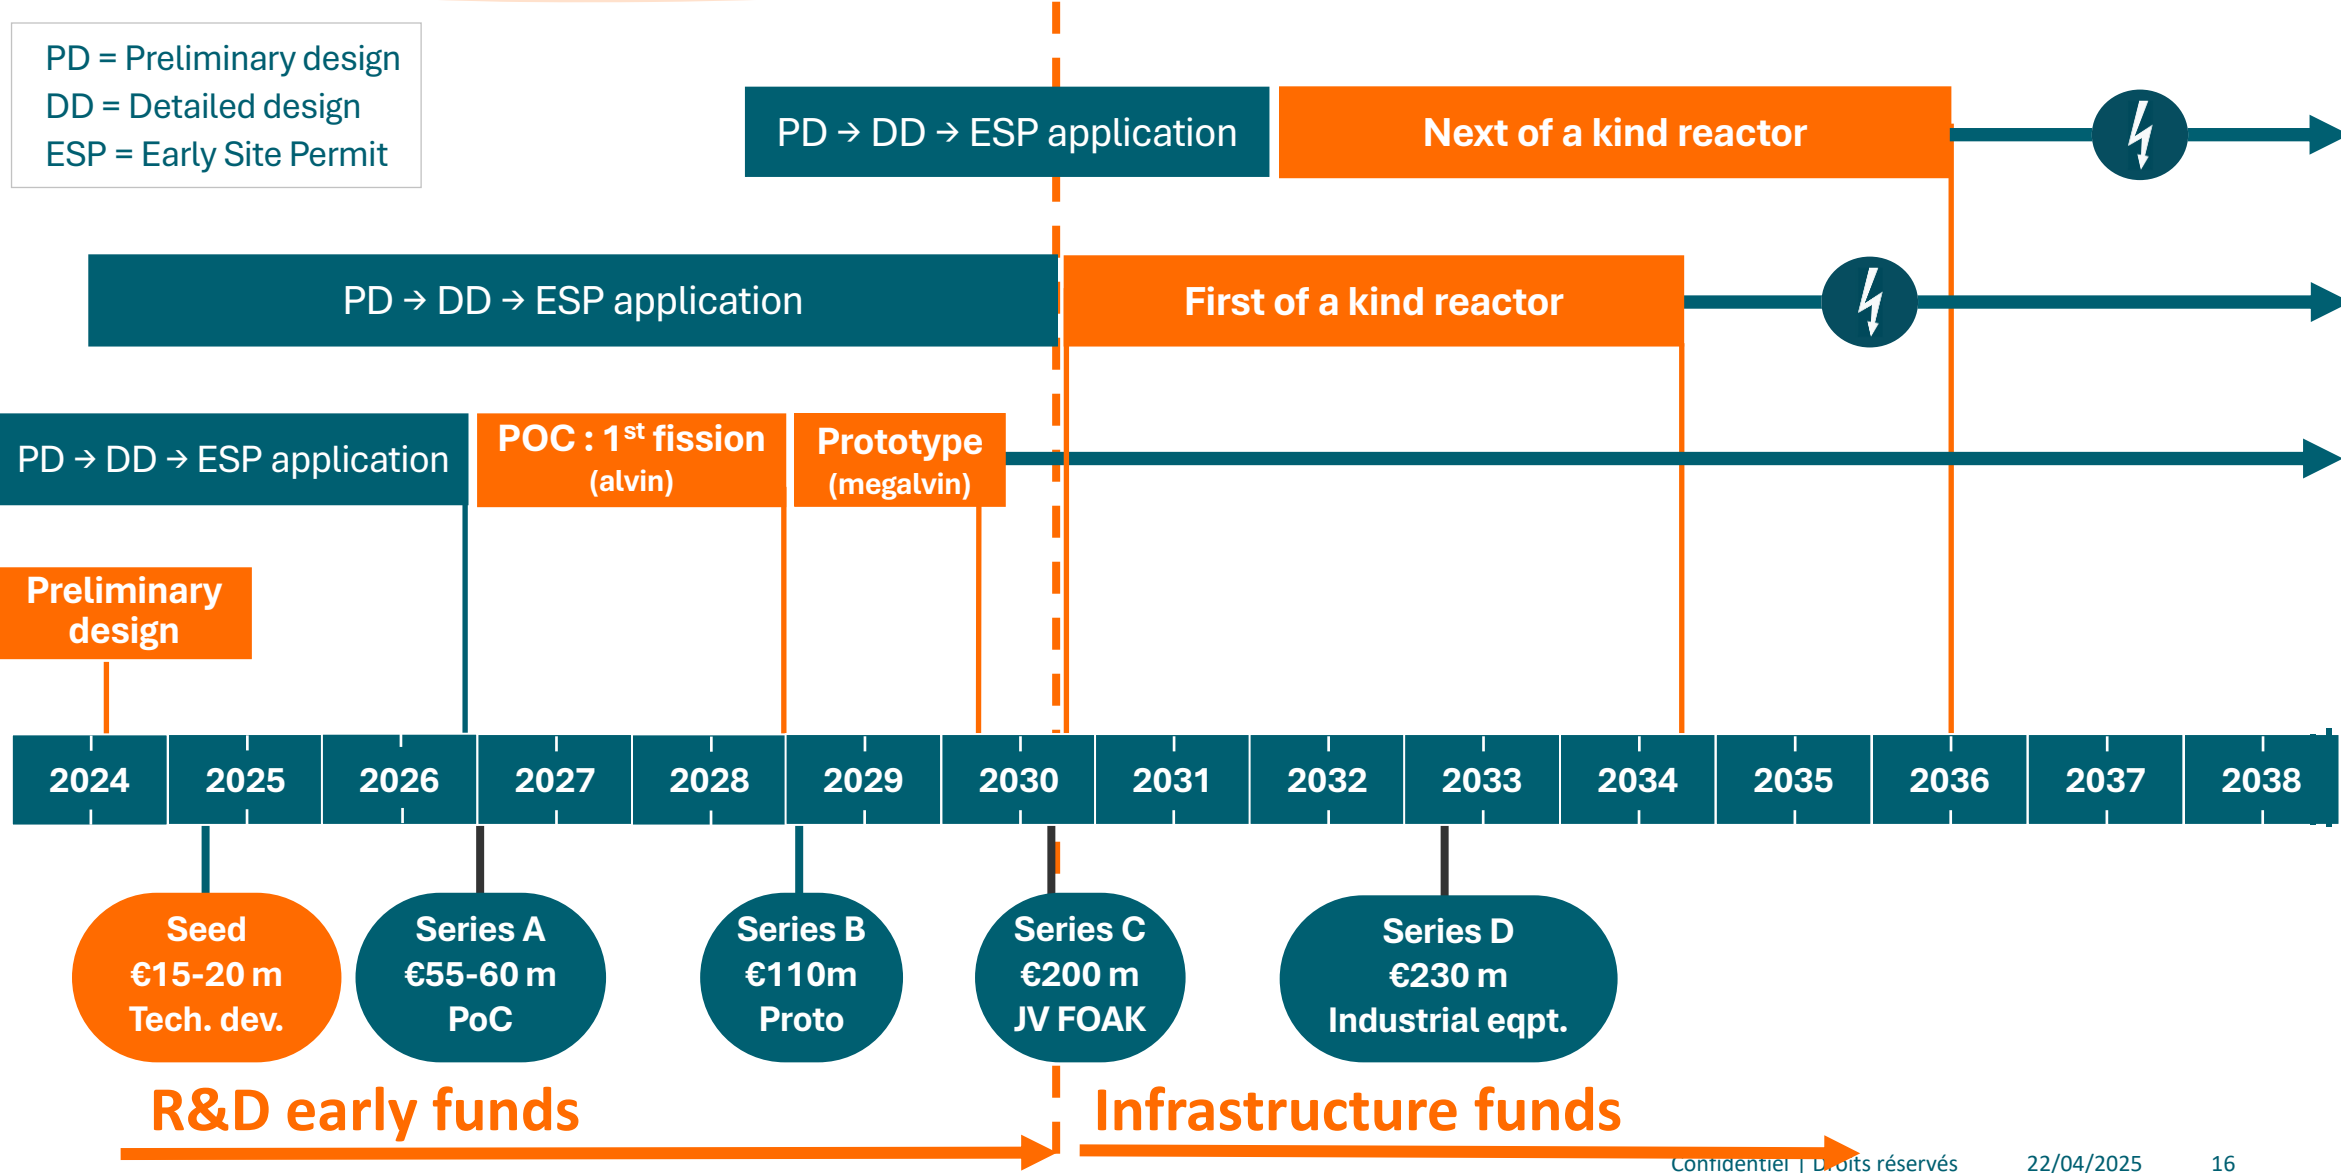 PD = Preliminary design
DD = Detailed design
ESP = Early Site Permit
PD → DD → ESP application
Next of a kind reactor
PD → DD → ESP application
First of a kind reactor
PD → DD → ESP application
POC : 1st fission
(alvin)
Prototype
(megalvin)
Preliminary
design
2024 2025 2026 2027 2028 2029 2030 2031 2032 2033 2034 2035 2036 2037 2038
Seed
€15-20 m
Tech. dev.
Series A
€55-60 m
PoC
Series B
€110m
Proto
Series C
€200 m
JV FOAK
Series D
€230 m
Industrial eqpt.
R&D early funds
Infrastructure funds
Confidentiel | Droits réservés 22/04/2025 16